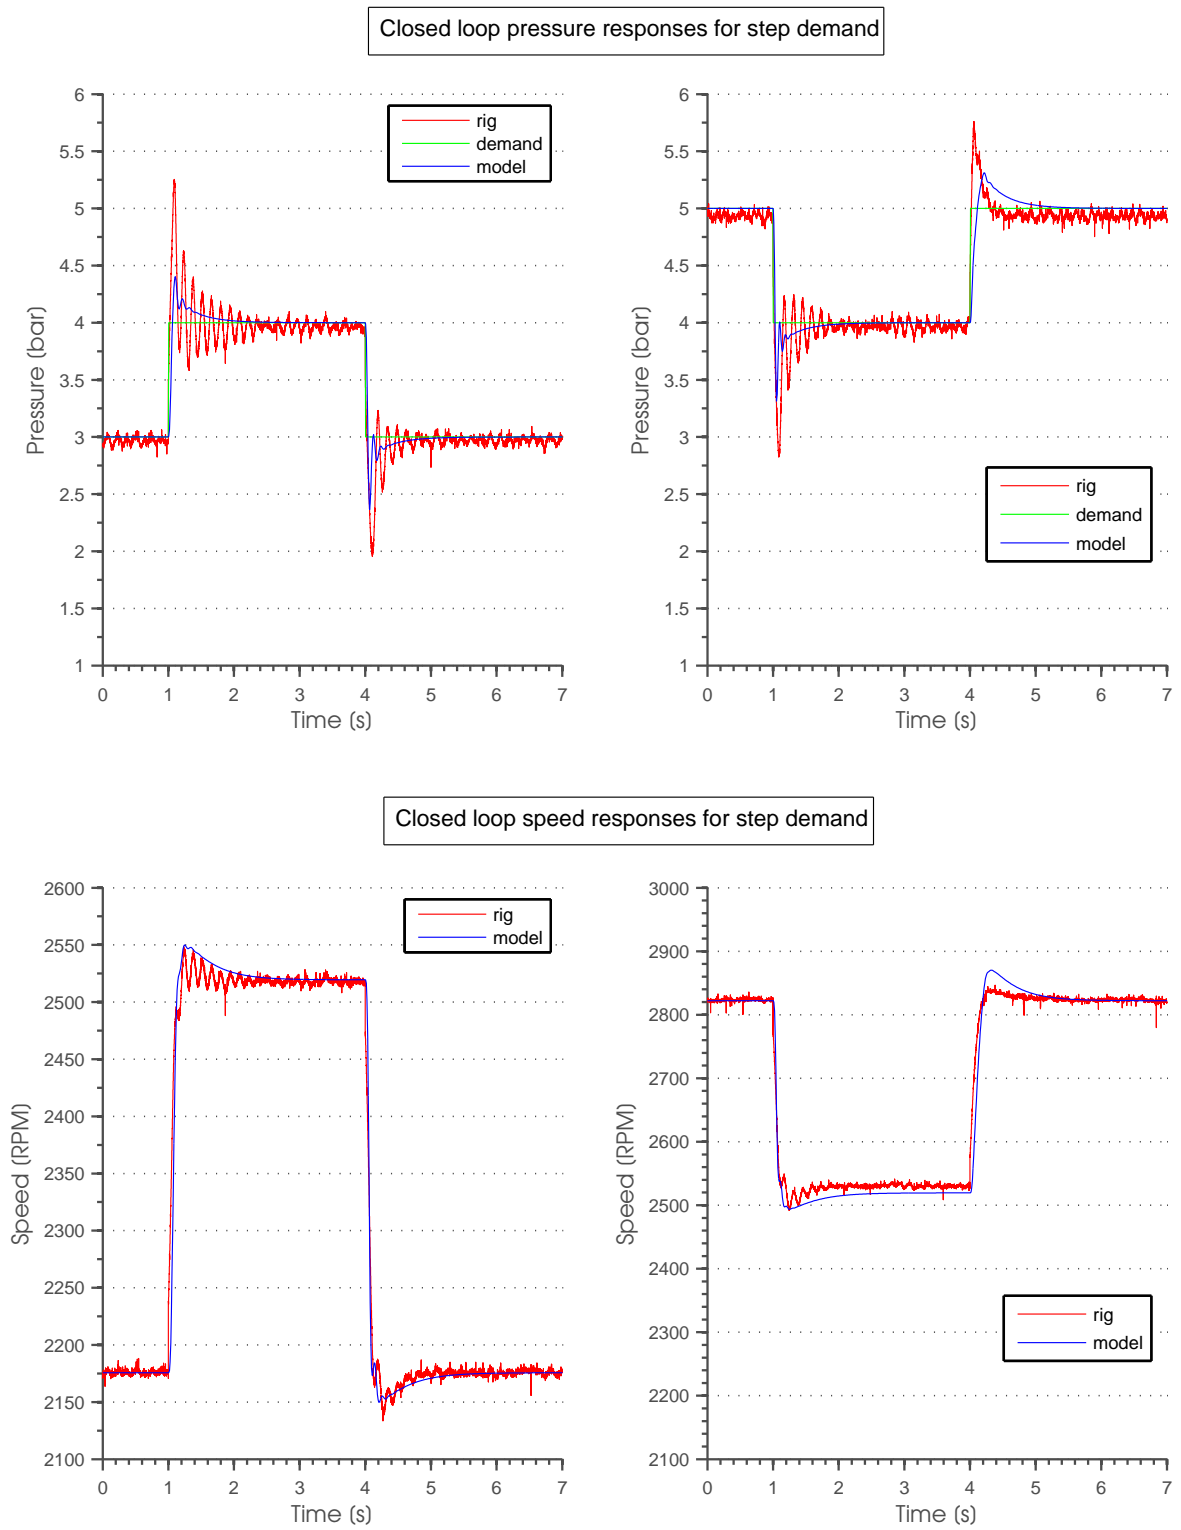 Closed loop pressure responses for step demand
6
5.5
5
4.5
4
3.5
3
2.5
2
1.5
1
Pressure (bar)
0 1 2 3 4 5 6 7
Time (s)
rig
demand
model
6
5.5
5
4.5
4
3.5
3
2.5
2
1.5
1
Pressure (bar)
0 1 2 3 4 5 6 7
Time (s)
rig
demand
model
Closed loop speed responses for step demand
2600
2550
2500
2450
2400
2350
2300
2250
2200
2150
2100
Speed (RPM)
0 1 2 3 4 5 6 7
Time (s)
rig
model
3000
2900
2800
2700
2600
2500
2400
2300
2200
2100
Speed (RPM)
0 1 2 3 4 5 6 7
Time (s)
rig
model